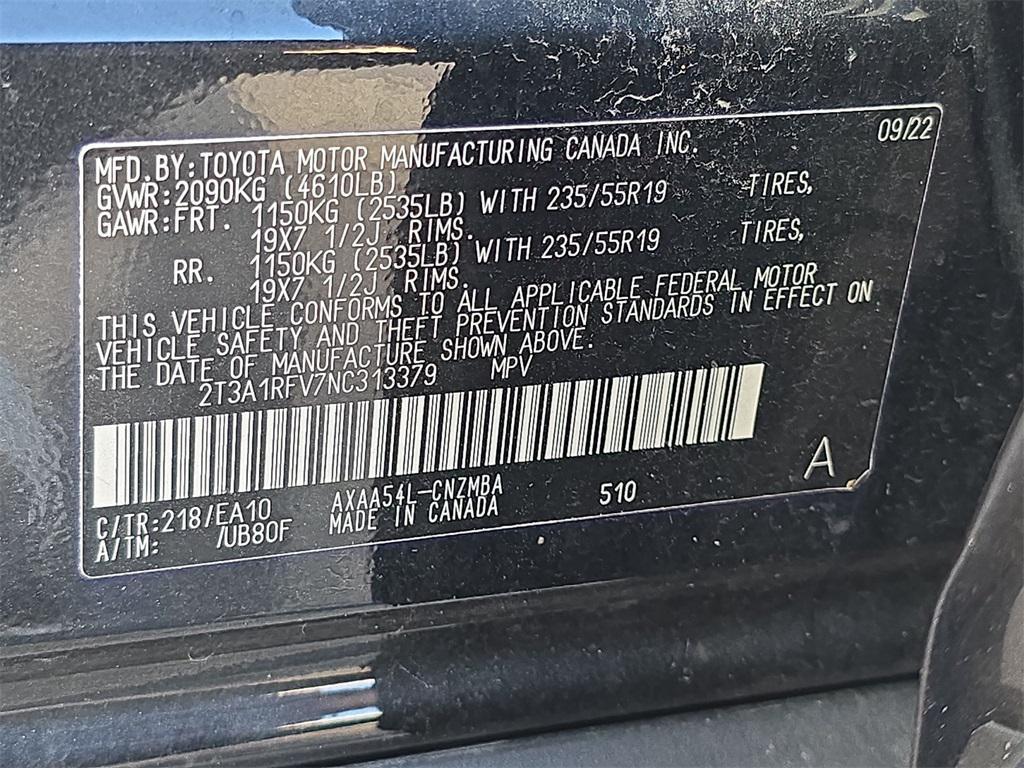 09/22
MFD.BY:TOYOTA MOTOR MANUFACTURING CANADA INC.
GVWR:2090KG (4610LB)
GAWR:FRT. 1150KG (2535LB) WITH 235/55R19 TIRES,
19X7 1/2J RIMS.
RR. 1150KG (2535LB) WITH 235/55R19 TIRES,
19X7 1/2J RIMS.
THIS VEHICLE CONFORMS TO ALL APPLICABLE FEDERAL MOTOR
VEHICLE SAFETY AND THEFT PREVENTION STANDARDS IN EFFECT ON
THE DATE OF MANUFACTURE SHOWN ABOVE.
2T3A1RFV7NC313379 MPV
A
C/TR:218/EA10 AXAA54L-CNZMBA 510
A/TM: /UB80F MADE IN CANADA